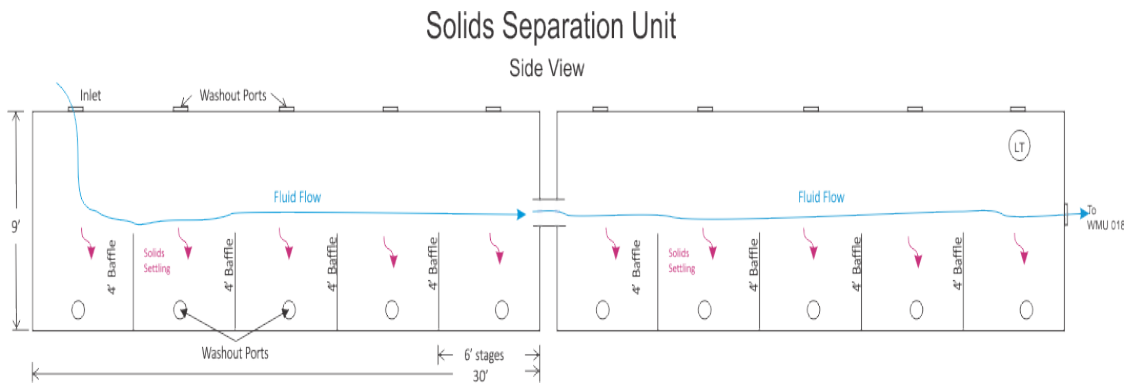 Solids Separation Unit
Side View
Inlet
Washout Ports
LT
Fluid Flow
Fluid Flow
9'
To
WMU 018
4' Baffle
Solids
Settling
4' Baffle
4' Baffle
4' Baffle
4' Baffle
Solids
Settling
4' Baffle
4' Baffle
4' Baffle
Washout Ports
6' stages
30'